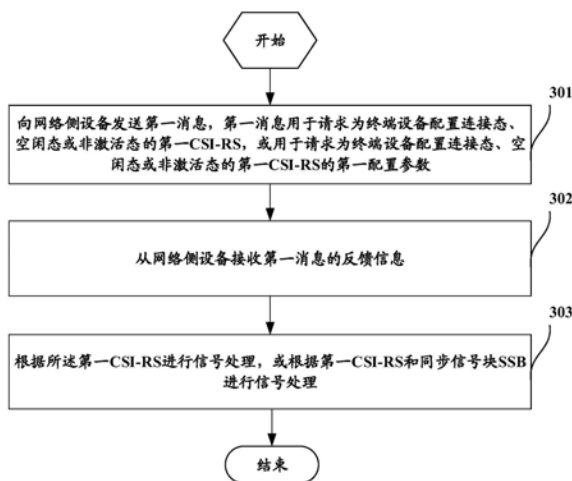 开始
301
向网络侧设备发送第一消息，第一消息用于请求为终端设备配置连接态、
空闲态或非激活态的第一CSI-RS，或用于请求为终端设备配置连接态、空
闲态或非激活态的第一CSI-RS的第一配置参数
302
从网络侧设备接收第一消息的反馈信息
303
根据所述第一CSI-RS进行信号处理，或根据第一CSI-RS和同步信号块SSB
进行信号处理
结束